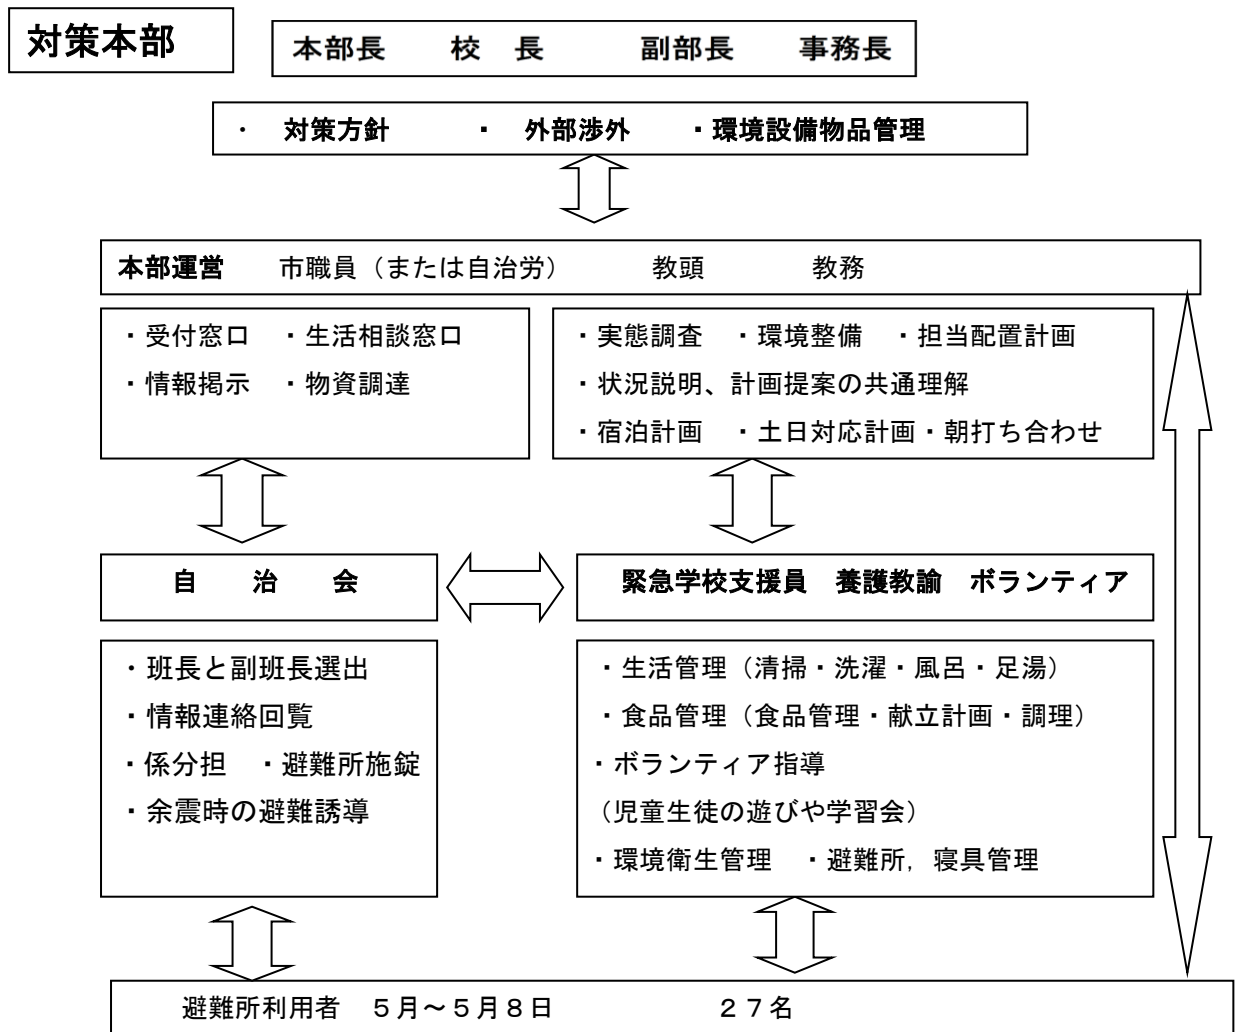 対策本部
本部長　　校　長　　　副部長　　事務長
・　対策方針　　　・　外部渉外　　・環境設備物品管理
本部運営　　市職員（または自治労）　　　教頭　　　　教務
・受付窓口　・生活相談窓口
・情報掲示　・物資調達
・実態調査　・環境整備　・担当配置計画
・状況説明、計画提案の共通理解
・宿泊計画　・土日対応計画・朝打ち合わせ
自　　治　　会
緊急学校支援員　養護教諭　ボランティア
・班長と副班長選出
・情報連絡回覧
・係分担　・避難所施錠
・余震時の避難誘導
・生活管理（清掃・洗濯・風呂・足湯）
・食品管理（食品管理・献立計画・調理）
・ボランティア指導
（児童生徒の遊びや学習会）
・環境衛生管理　・避難所，寝具管理
避難所利用者　５月～５月８日　　　　　　２７名